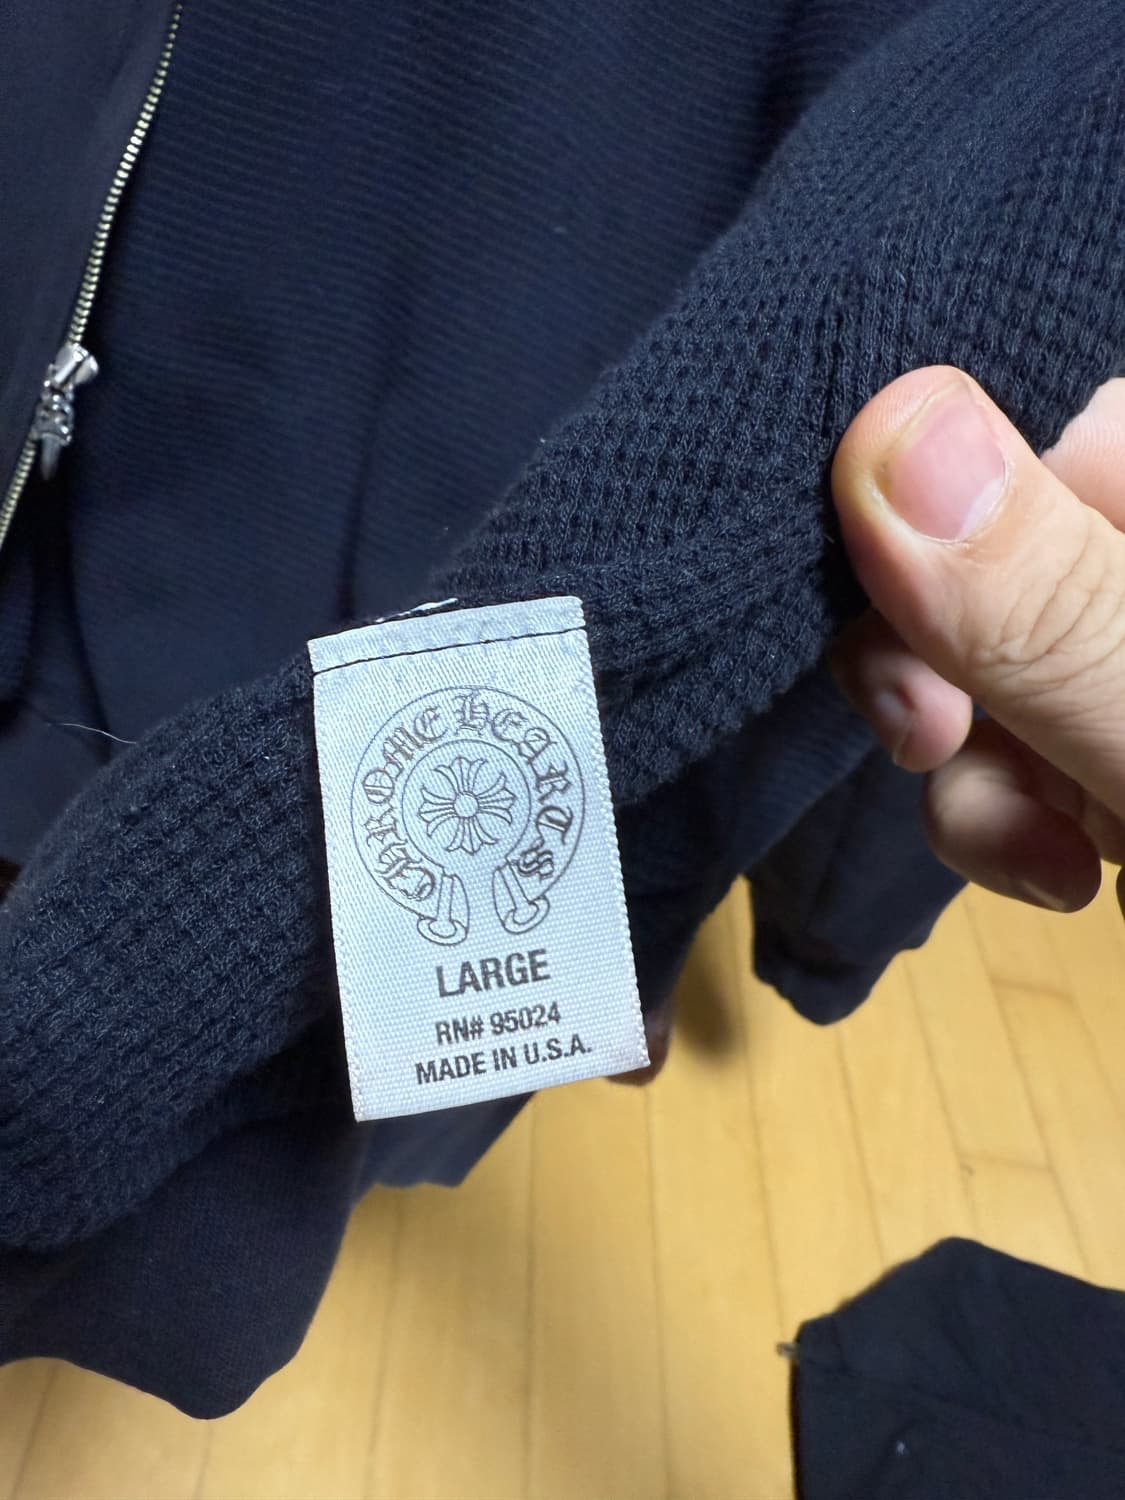 CHROME HEARTS
LARGE
RN# 95024
MADE IN U.S.A.